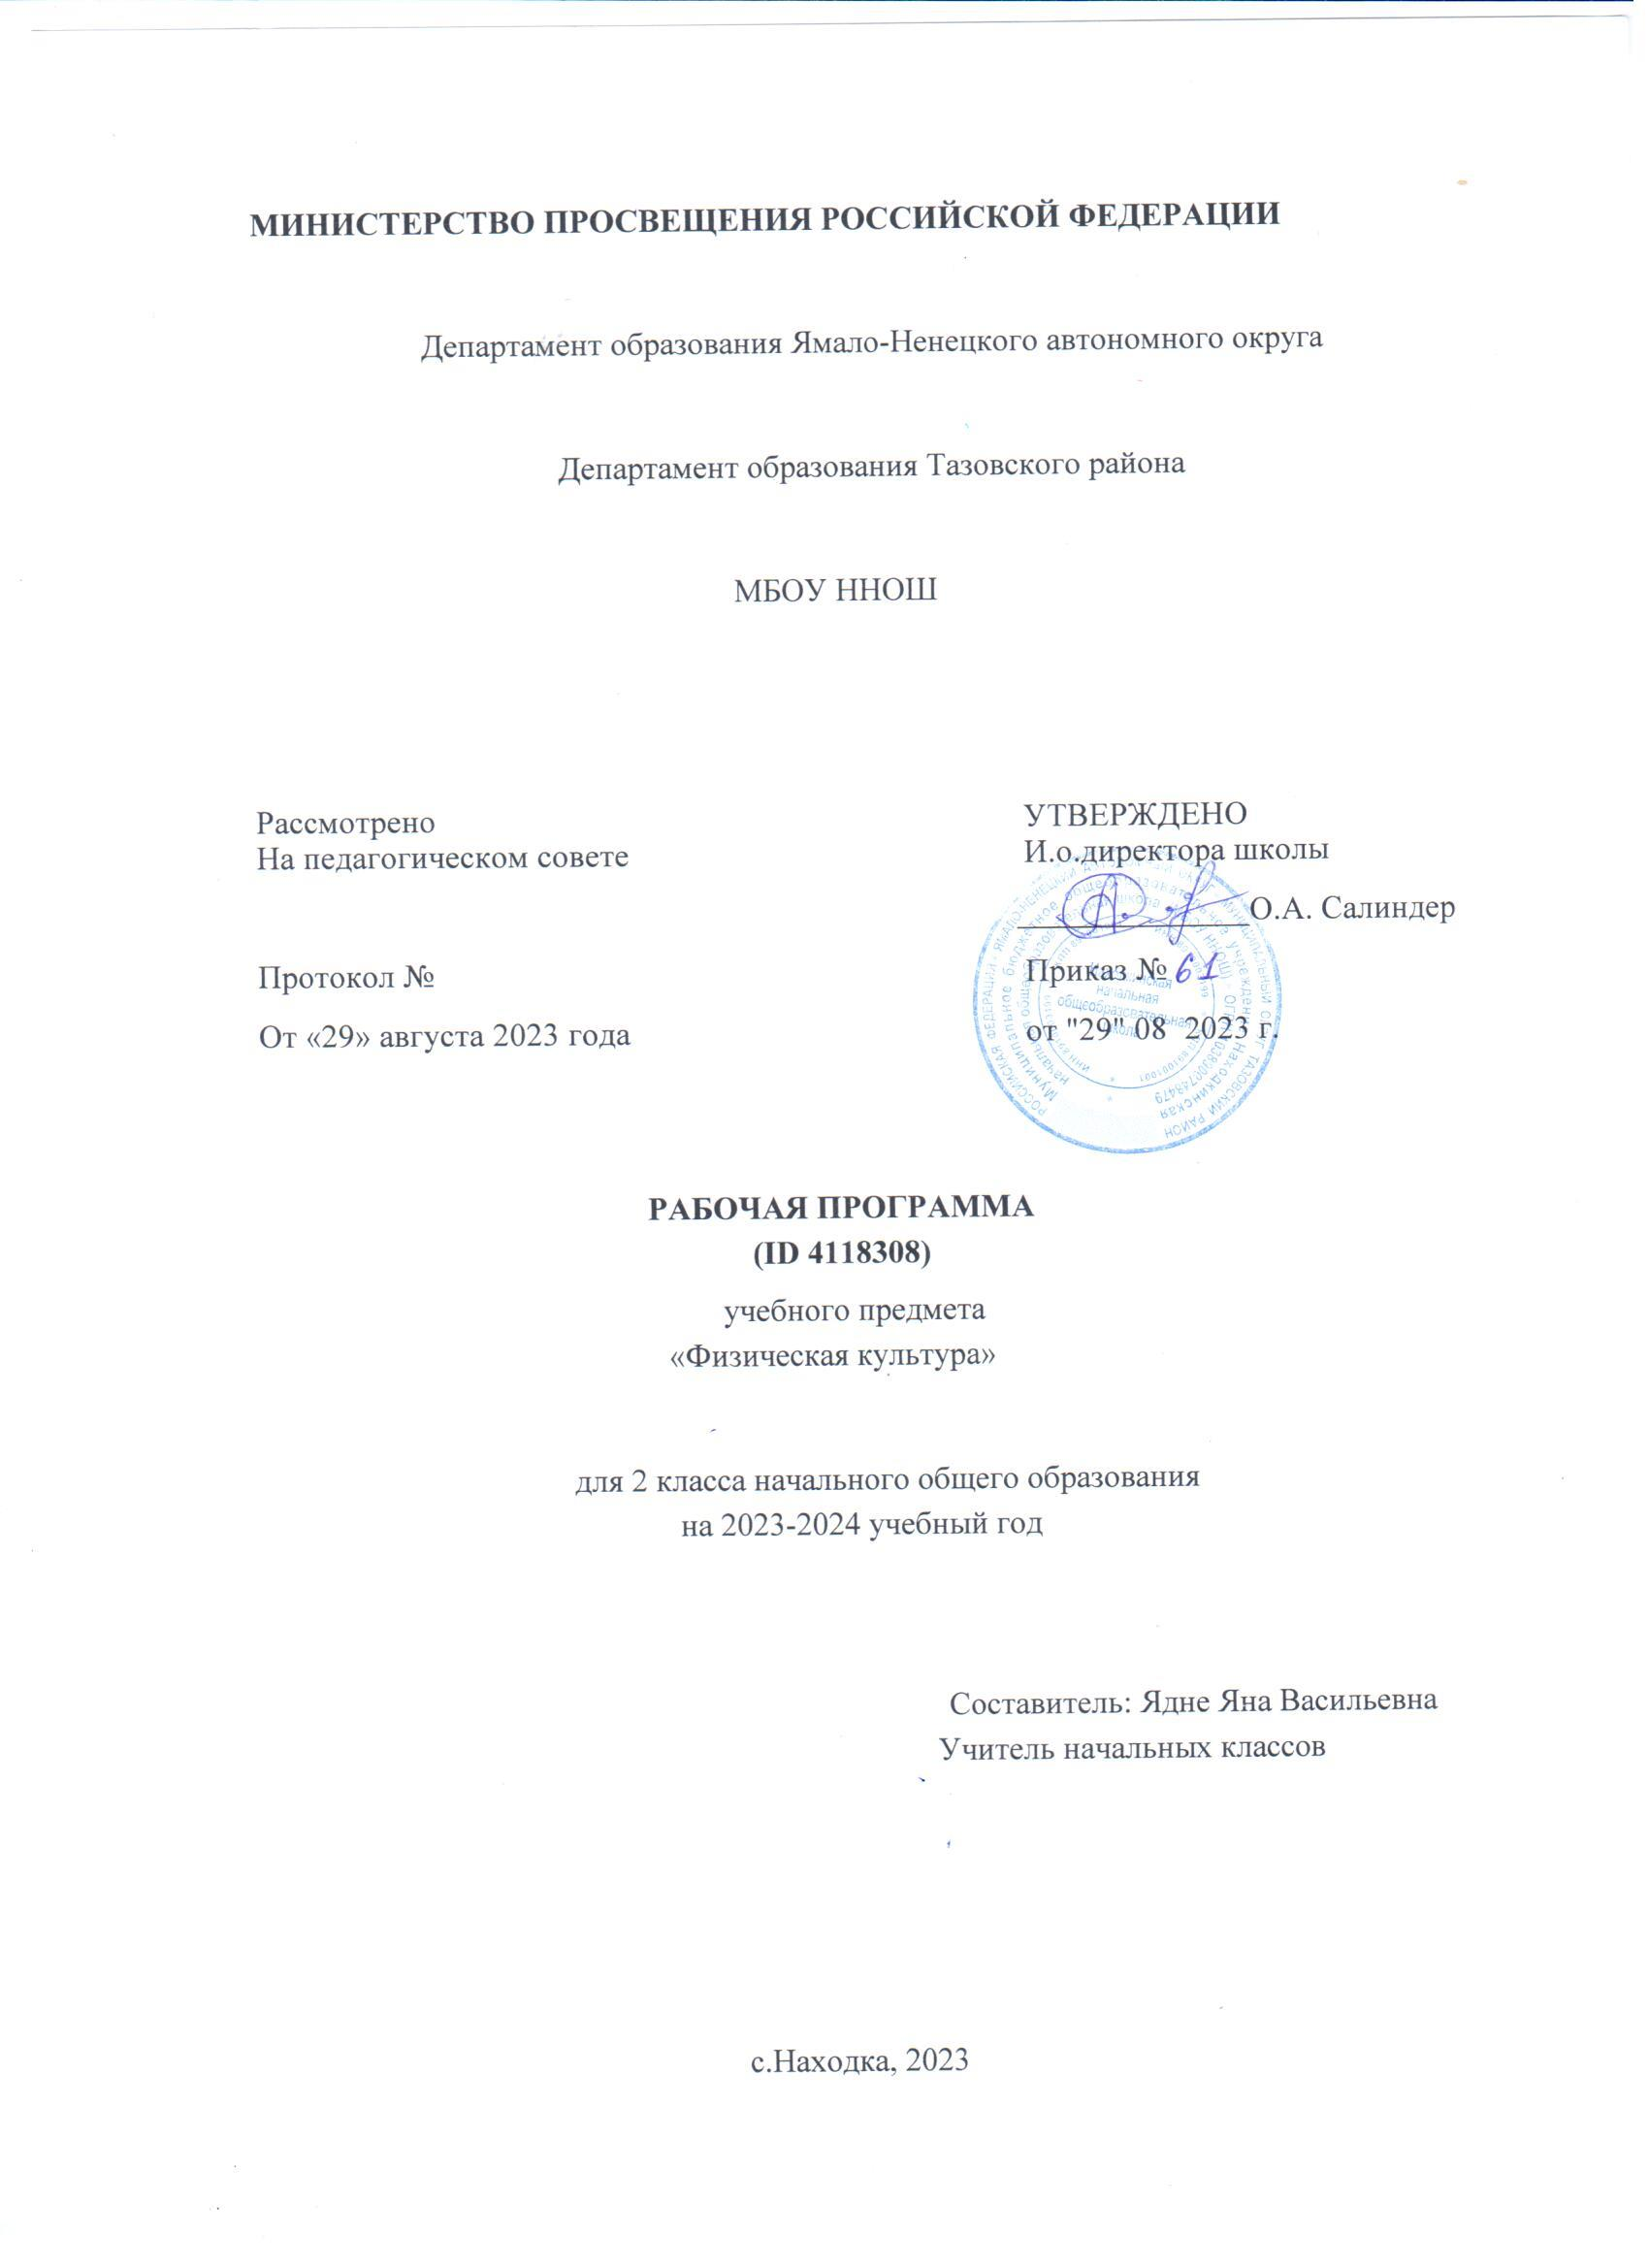 МИНИСТЕРСТВО ПРОСВЕЩЕНИЯ РОССИЙСКОЙ ФЕДЕРАЦИИ
Департамент образования Ямало-Ненецкого автономного округа
Департамент образования Тазовского района
МБОУ ННОШ
Рассмотрено
На педагогическом совете
Протокол №
От «29» августа 2023 года
УТВЕРЖДЕНО
И.о.директора школы
О.А. Салиндер
Приказ № 61
от "29" 08 2023 г.
начальная
общеобразовательная
РАБОЧАЯ ПРОГРАММА
(ID 4118308)
учебного предмета
«Физическая культура»
для 2 класса начального общего образования
на 2023-2024 учебный год
Составитель: Ядне Яна Васильевна
Учитель начальных классов
с.Находка, 2023